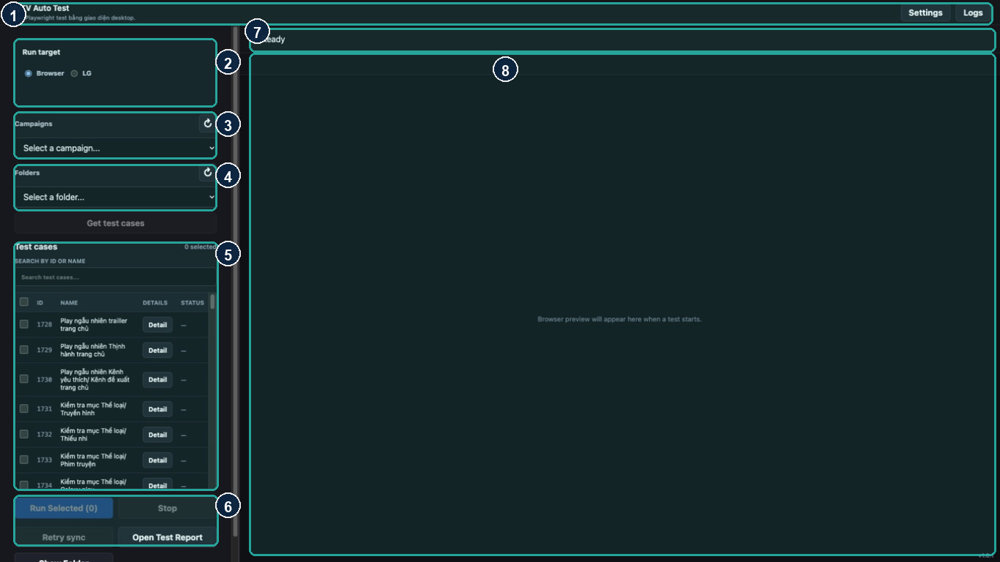 1
V Auto Test
Playwright test bằng giao diện desktop.
Settings
Logs
7
eady
Run target
2
Browser
LG
8
Campaigns
3
Select a campaign...
Folders
4
Select a folder...
Get test cases
Test cases
0 selected
5
SEARCH BY ID OR NAME
Search test cases...
ID NAME DETAILS STATUS
1728 Play ngẫu nhiên trailler Detail —
trang chủ
1729 Play ngẫu nhiên Thịnh Detail —
hành trang chủ
1730 Play ngẫu nhiên Kênh
yêu thích/ Kênh đề xuất Detail —
trang chủ
1731 Kiểm tra mục Thể loại/ Detail —
Truyền hình
1732 Kiểm tra mục Thể loại/ Detail —
Thiếu nhi
1733 Kiểm tra mục Thể loại/ Detail —
Phim truyện
1734 Kiểm tra mục Thể loại/ Detail
Browser preview will appear here when a test starts.
Run Selected (0)
Stop
6
Retry sync
Open Test Report
Show Folder